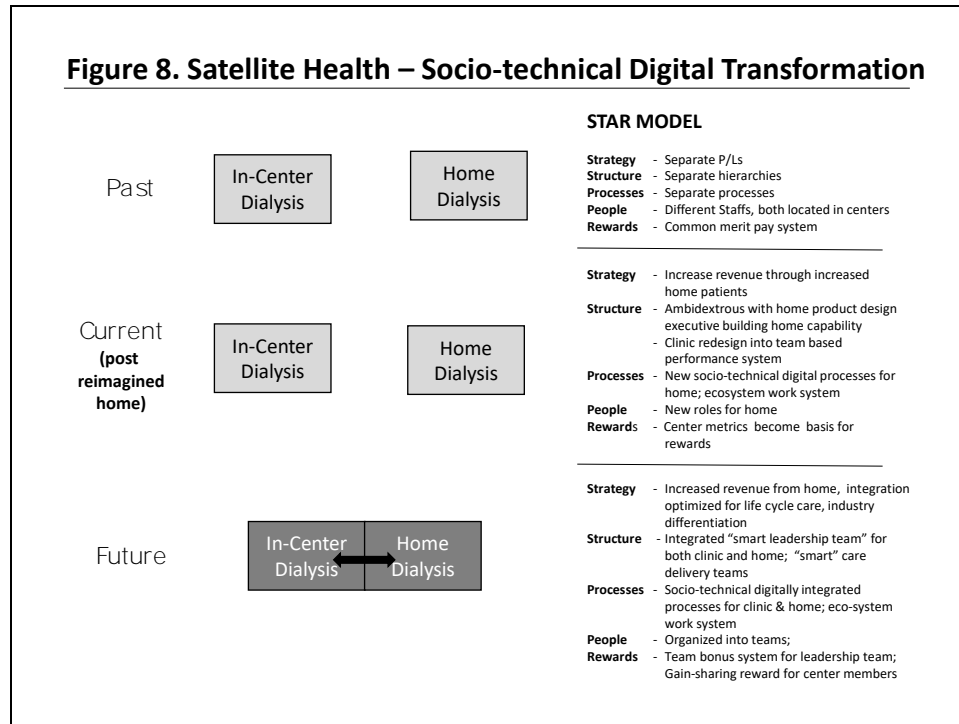 Figure 8. Satellite Health – Socio-technical Digital Transformation
STAR MODEL
Past
In-Center
Dialysis
Home
Dialysis
Strategy - Separate P/Ls
Structure - Separate hierarchies
Processes - Separate processes
People - Different Staffs, both located in centers
Rewards - Common merit pay system
Current
(post
reimagined
home)
In-Center
Dialysis
Home
Dialysis
Strategy - Increase revenue through increased
home patients
Structure - Ambidextrous with home product design
executive building home capability
- Clinic redesign into team based
performance system
Processes - New socio-technical digital processes for
home; ecosystem work system
People - New roles for home
Rewards - Center metrics become basis for
rewards
Future
In-Center
Dialysis
Home
Dialysis
Strategy - Increased revenue from home, integration
optimized for life cycle care, industry
differentiation
Structure - Integrated “smart leadership team” for
both clinic and home; “smart” care
delivery teams
Processes - Socio-technical digitally integrated
processes for clinic & home; eco-system
work system
People - Organized into teams;
Rewards - Team bonus system for leadership team;
Gain-sharing reward for center members